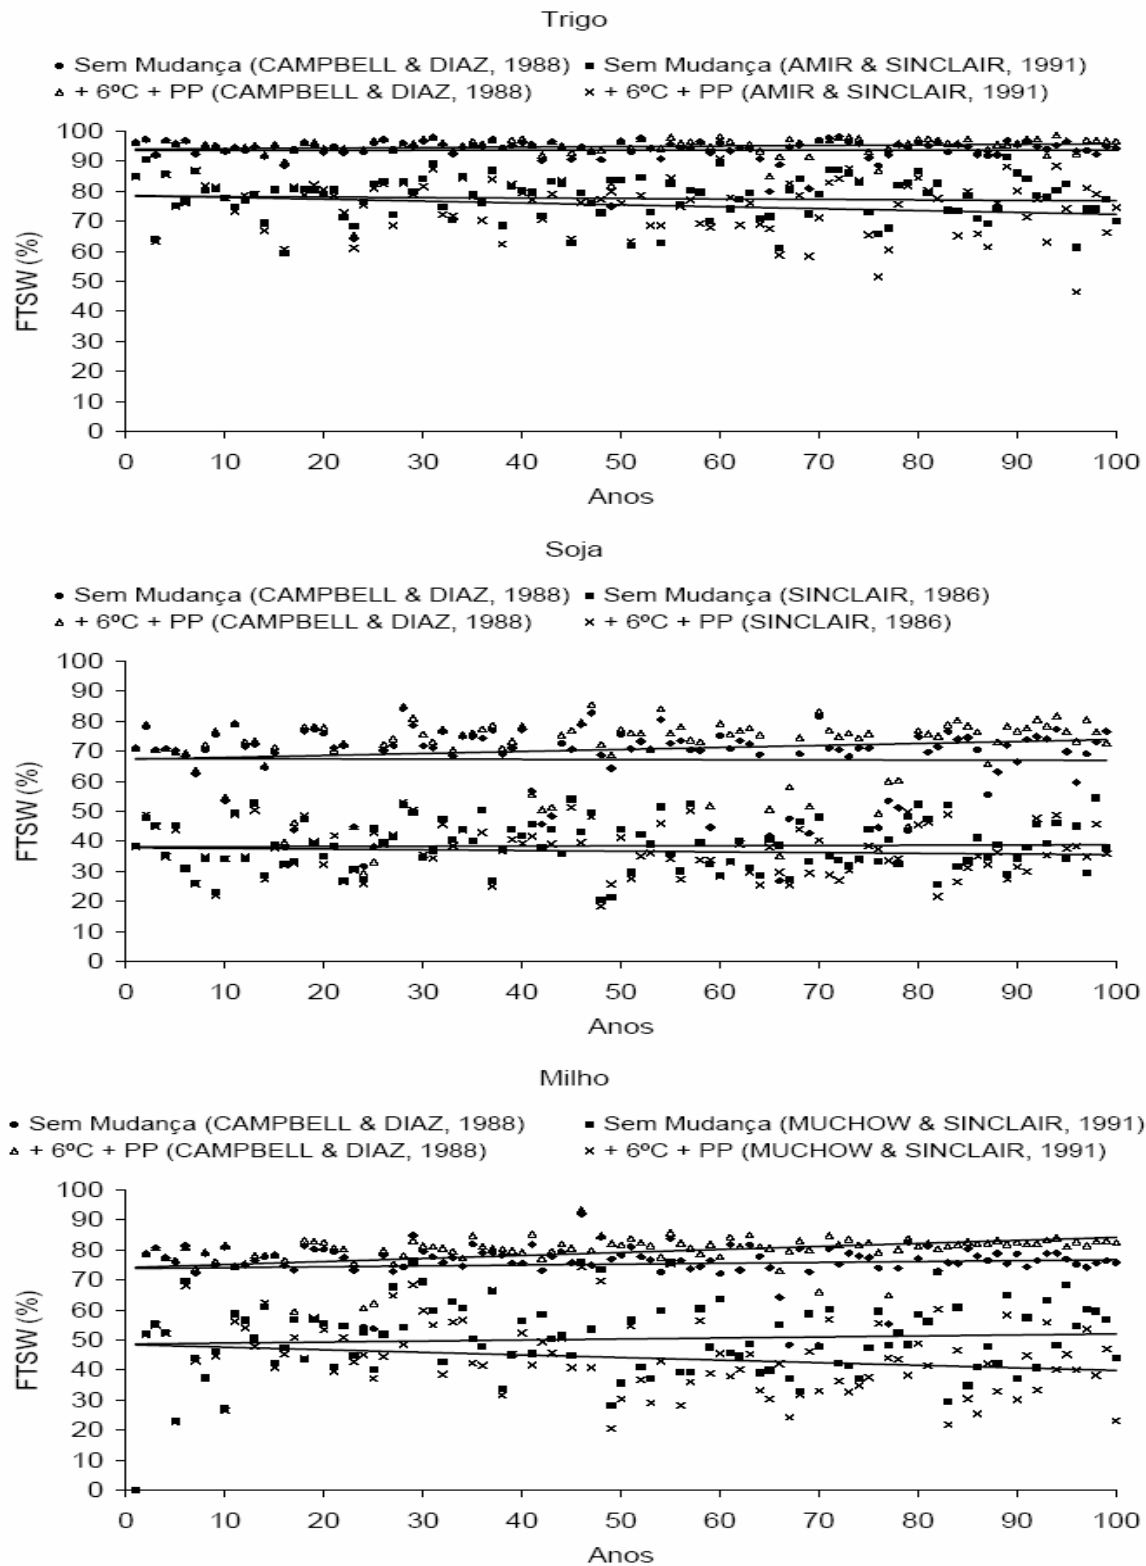 Trigo
Sem Mudança (CAMPBELL & DIAZ, 1988) Sem Mudança (AMIR & SINCLAIR, 1991)
+ 6ºC + PP (CAMPBELL & DIAZ, 1988) + 6ºC + PP (AMIR & SINCLAIR, 1991)
100
90
80
70
60
50
40
30
20
10
0
FTSW (%)
0 10 20 30 40 50 60 70 80 90 100
Anos
Soja
Sem Mudança (CAMPBELL & DIAZ, 1988) Sem Mudança (SINCLAIR, 1986)
+ 6ºC + PP (CAMPBELL & DIAZ, 1988) + 6ºC + PP (SINCLAIR, 1986)
100
90
80
70
60
50
40
30
20
10
0
FTSW (%)
0 10 20 30 40 50 60 70 80 90 100
Anos
Milho
Sem Mudança (CAMPBELL & DIAZ, 1988) Sem Mudança (MUCHOW & SINCLAIR, 1991)
+ 6ºC + PP (CAMPBELL & DIAZ, 1988) + 6ºC + PP (MUCHOW & SINCLAIR, 1991)
100
90
80
70
60
50
40
30
20
10
0
FTSW (%)
0 10 20 30 40 50 60 70 80 90 100
Anos